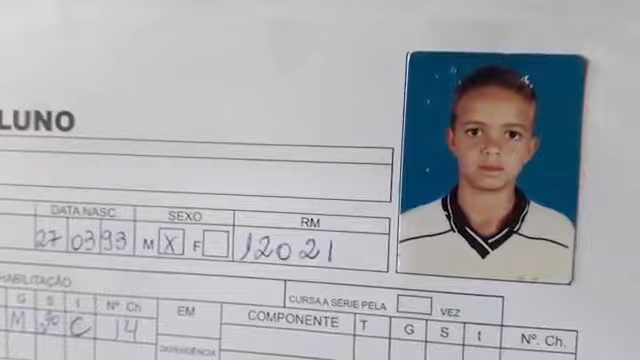 LUNO
DATA NASC. SEXO RM
27 03 93 M X F 12021
HABILITAÇÃO
CURSA A SÉRIE PELA VEZ
G S t Nº Ch EM COMPONENTE T G S t Nº. Ch.
M C 14
DEPENDÊNCIA